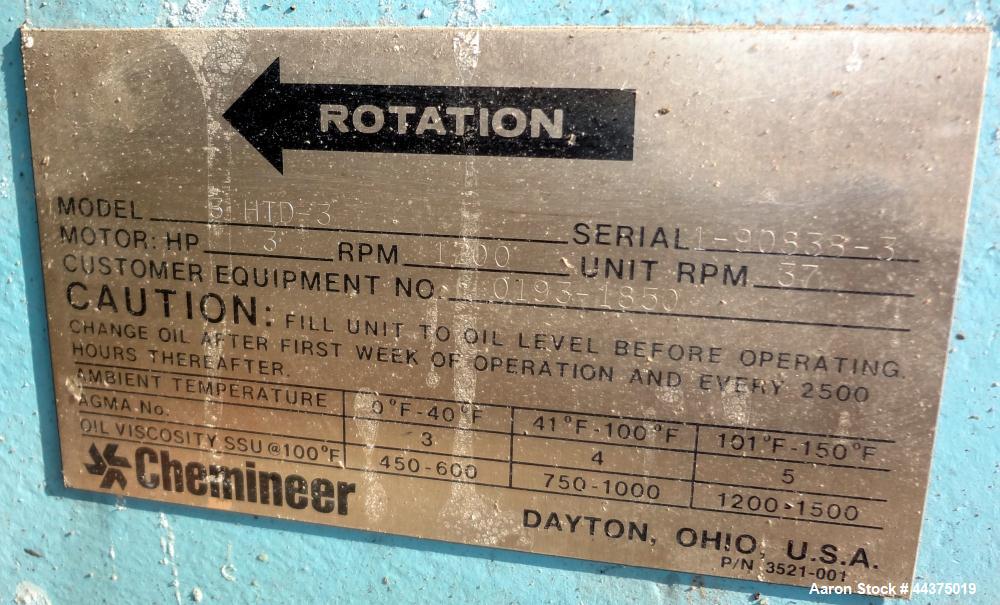 ROTATION
MODEL 3 HTD-3 SERIAL 1-90838-3
MOTOR: HP 3 RPM 1200 UNIT RPM 37
CUSTOMER EQUIPMENT NO.
CAUTION: FILL UNIT TO OIL LEVEL BEFORE OPERATING.
CHANGE OIL AFTER FIRST WEEK OF OPERATION AND EVERY 2500
HOURS THEREAFTER.
AMBIENT TEMPERATURE 0°F-40°F 41°F-100°F 101°F-150°F
AGMA No. 3 4 5
OIL VISCOSITY SSU @ 100°F 450-600 750-1000 1200-1500
Chemineer
DAYTON, OHIO, U.S.A.
P/N 3521-001
Aaron Stock # 44375019